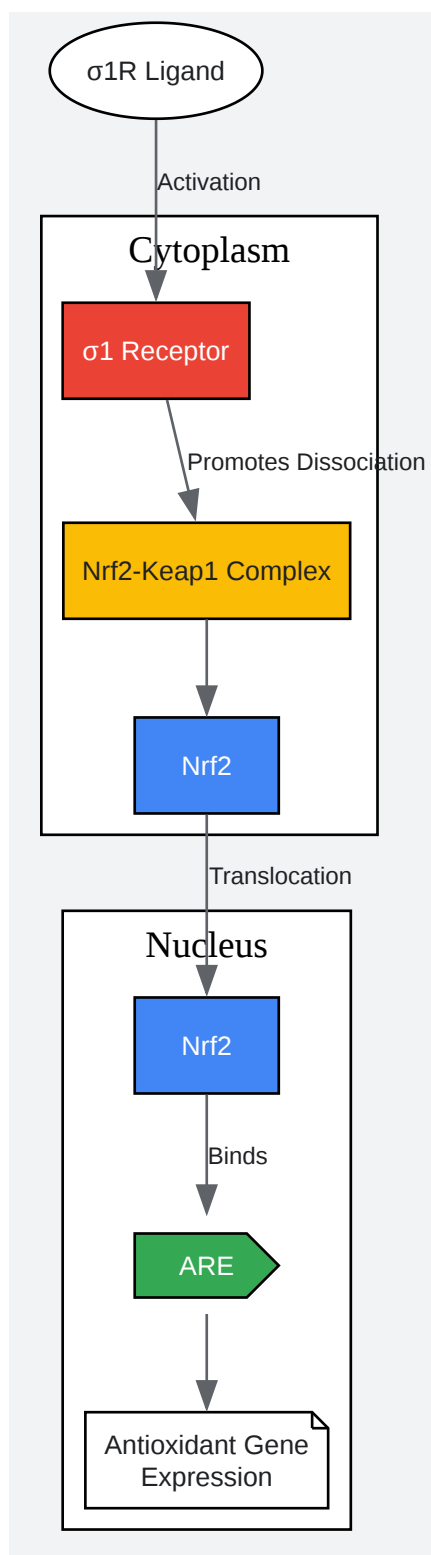 σ1R Ligand
Activation
Cytoplasm
σ1 Receptor
Promotes Dissociation
Nrf2-Keap1 Complex
Nrf2
Translocation
Nucleus
Nrf2
Binds
ARE
Antioxidant Gene
Expression